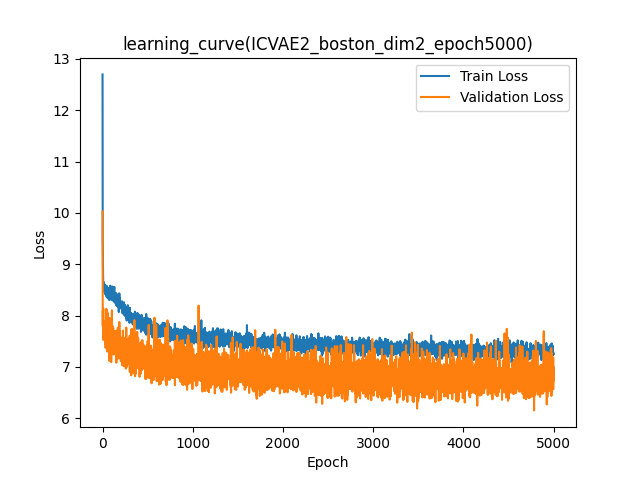 learning_curve(ICVAE2_boston_dim2_epoch5000)
Train Loss
Validation Loss
13
12
11
10
9
8
7
6
Loss
0 1000 2000 3000 4000 5000
Epoch